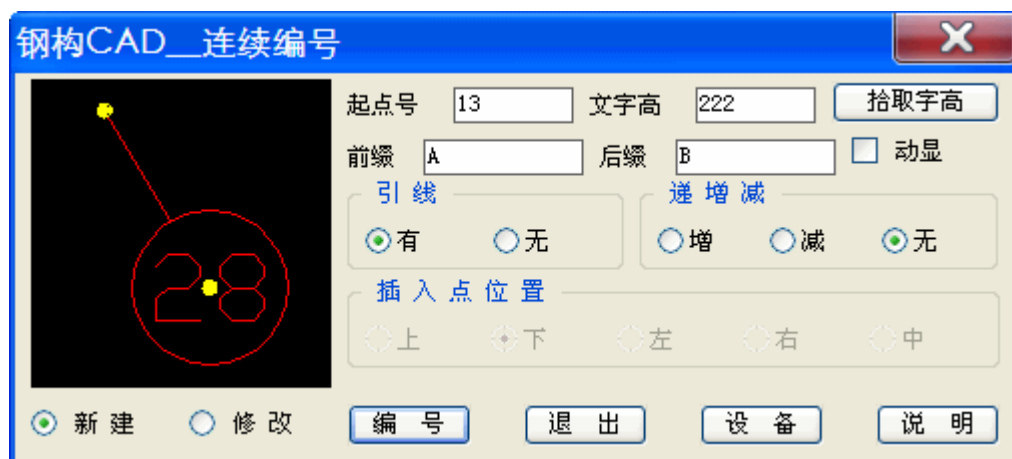 钢构CAD__连续编号
起点号 13 文字高 222 拾取字高
前缀 A 后缀 B 动显
引线 递增减
有 无 增 减 无
28
插入点位置
上 下 左 右 中
新建 修改 编号 退出 设备 说明